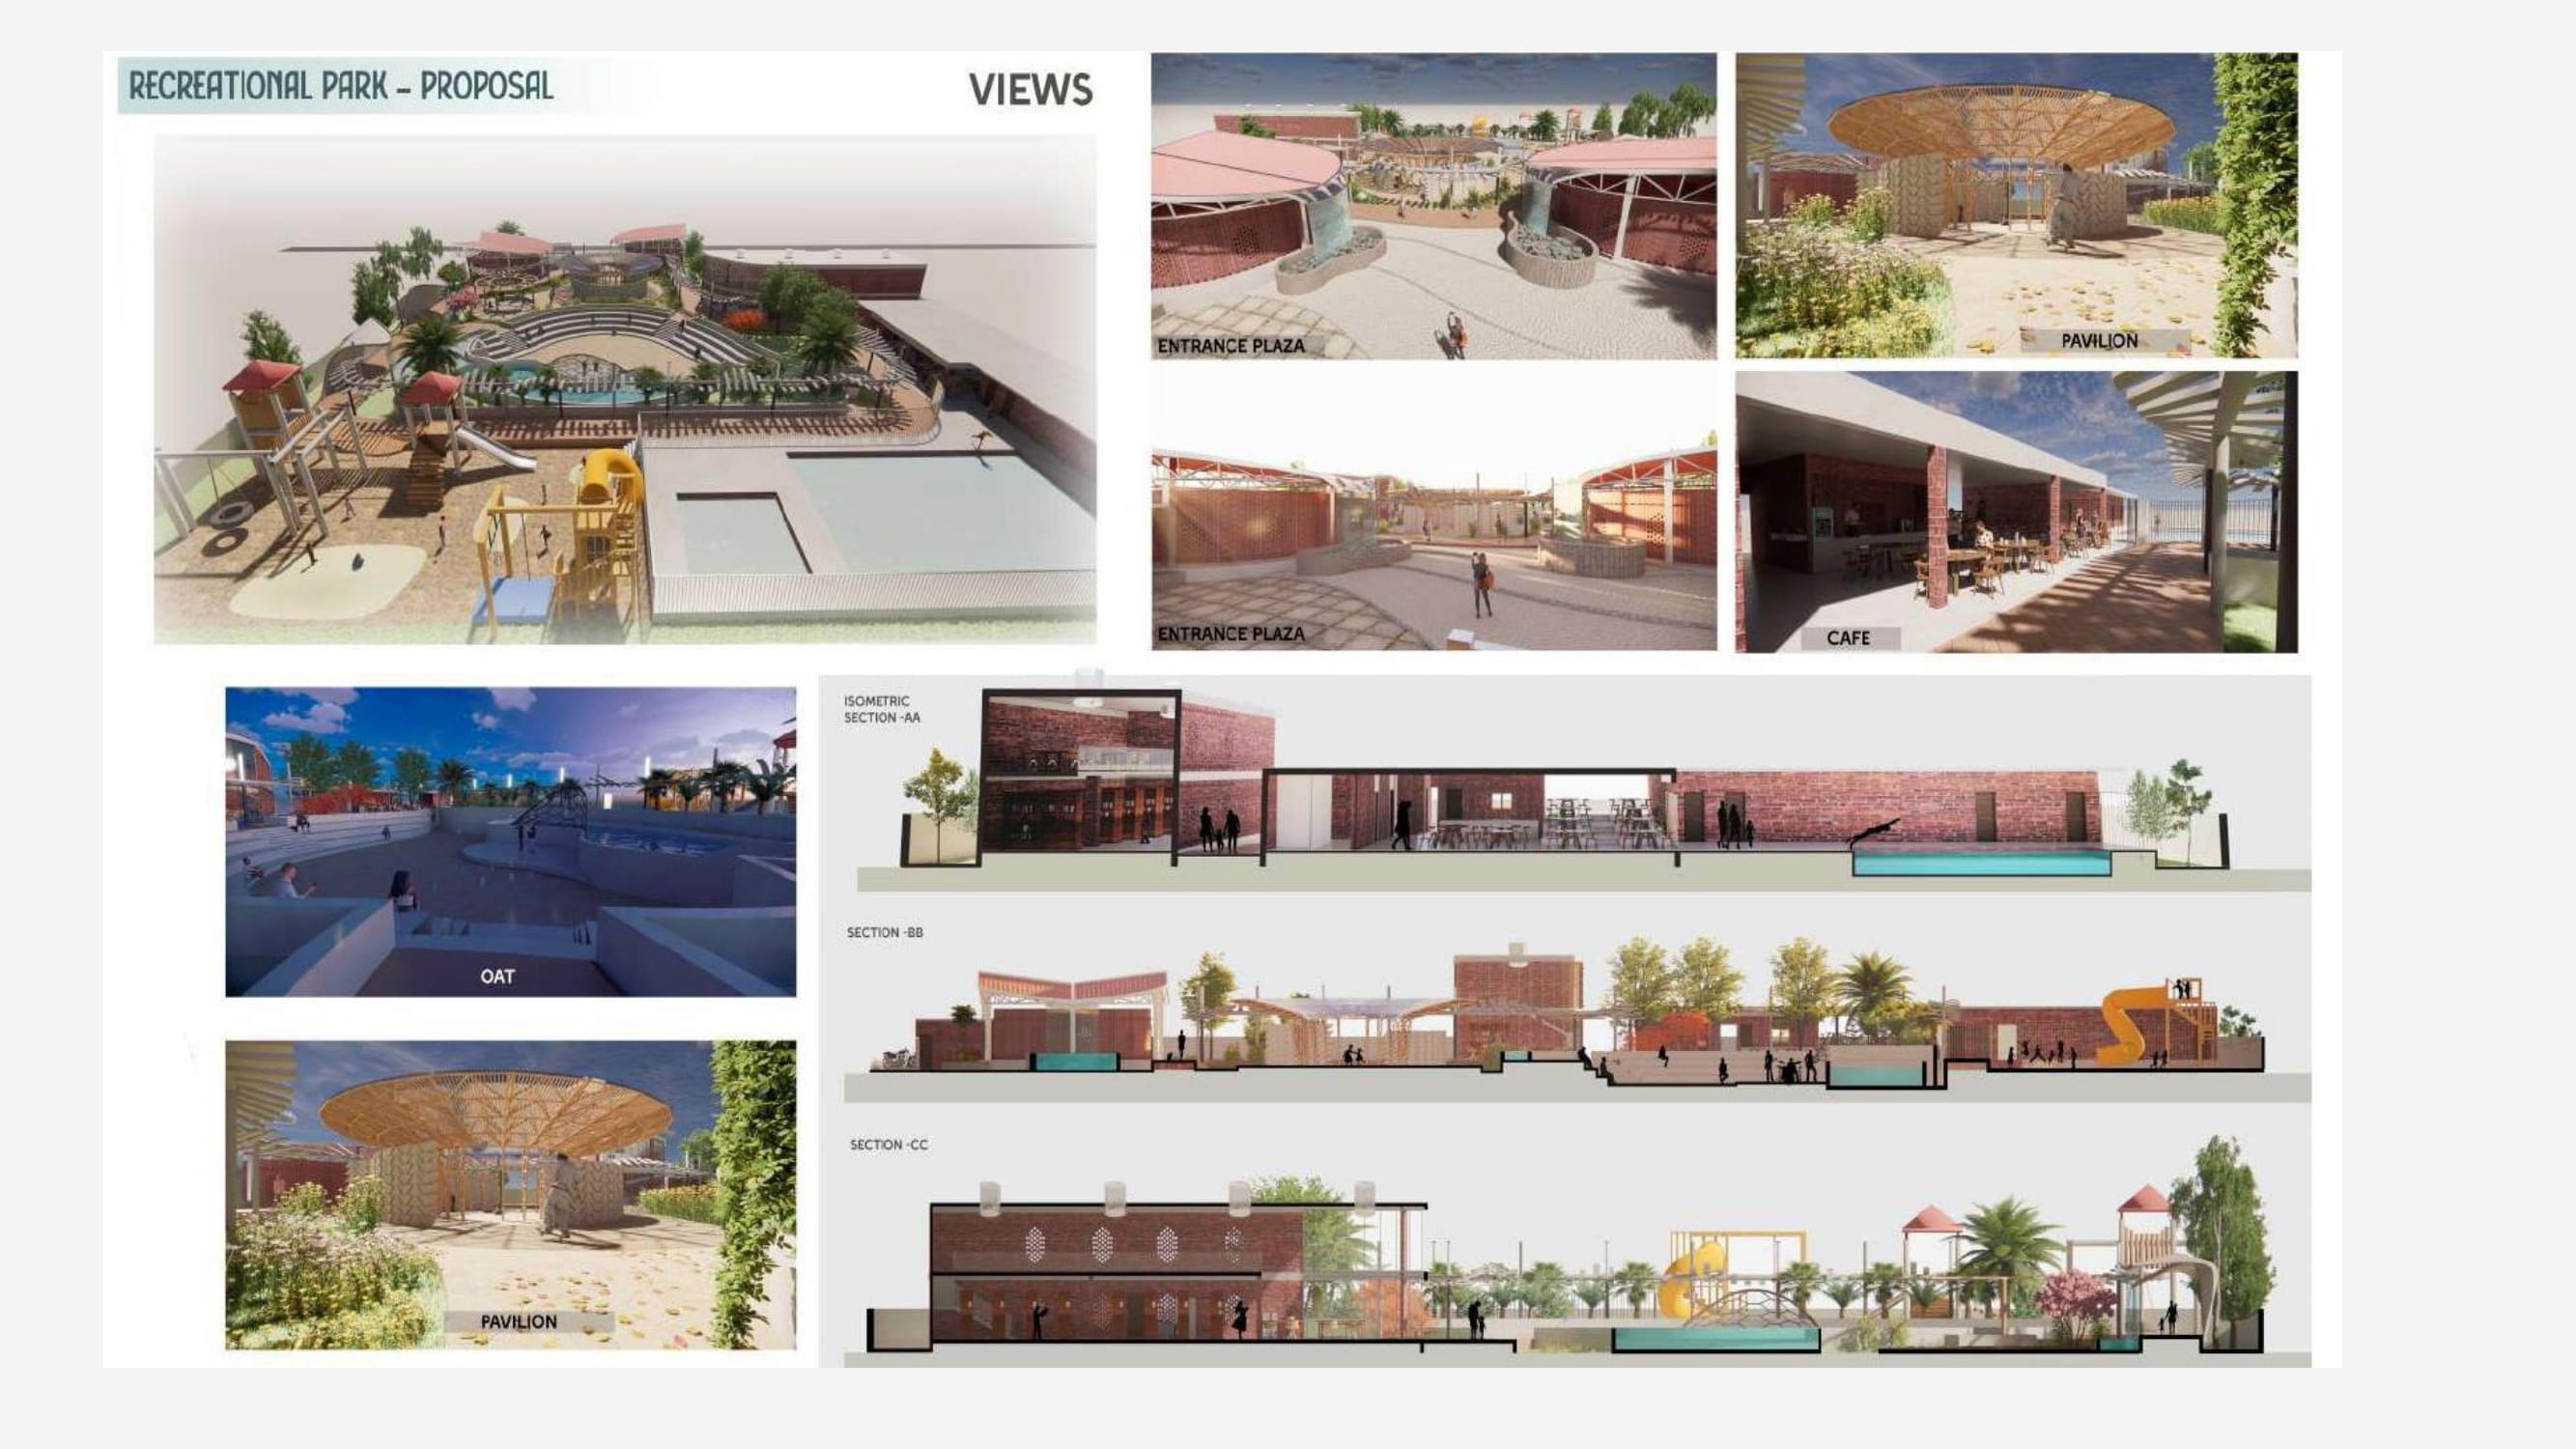 RECREATIONAL PARK - PROPOSAL
VIEWS
ENTRANCE PLAZA
PAVILION
ENTRANCE PLAZA
CAFE
OAT
PAVILION
ISOMETRIC
SECTION -AA
SECTION -BB
SECTION -CC